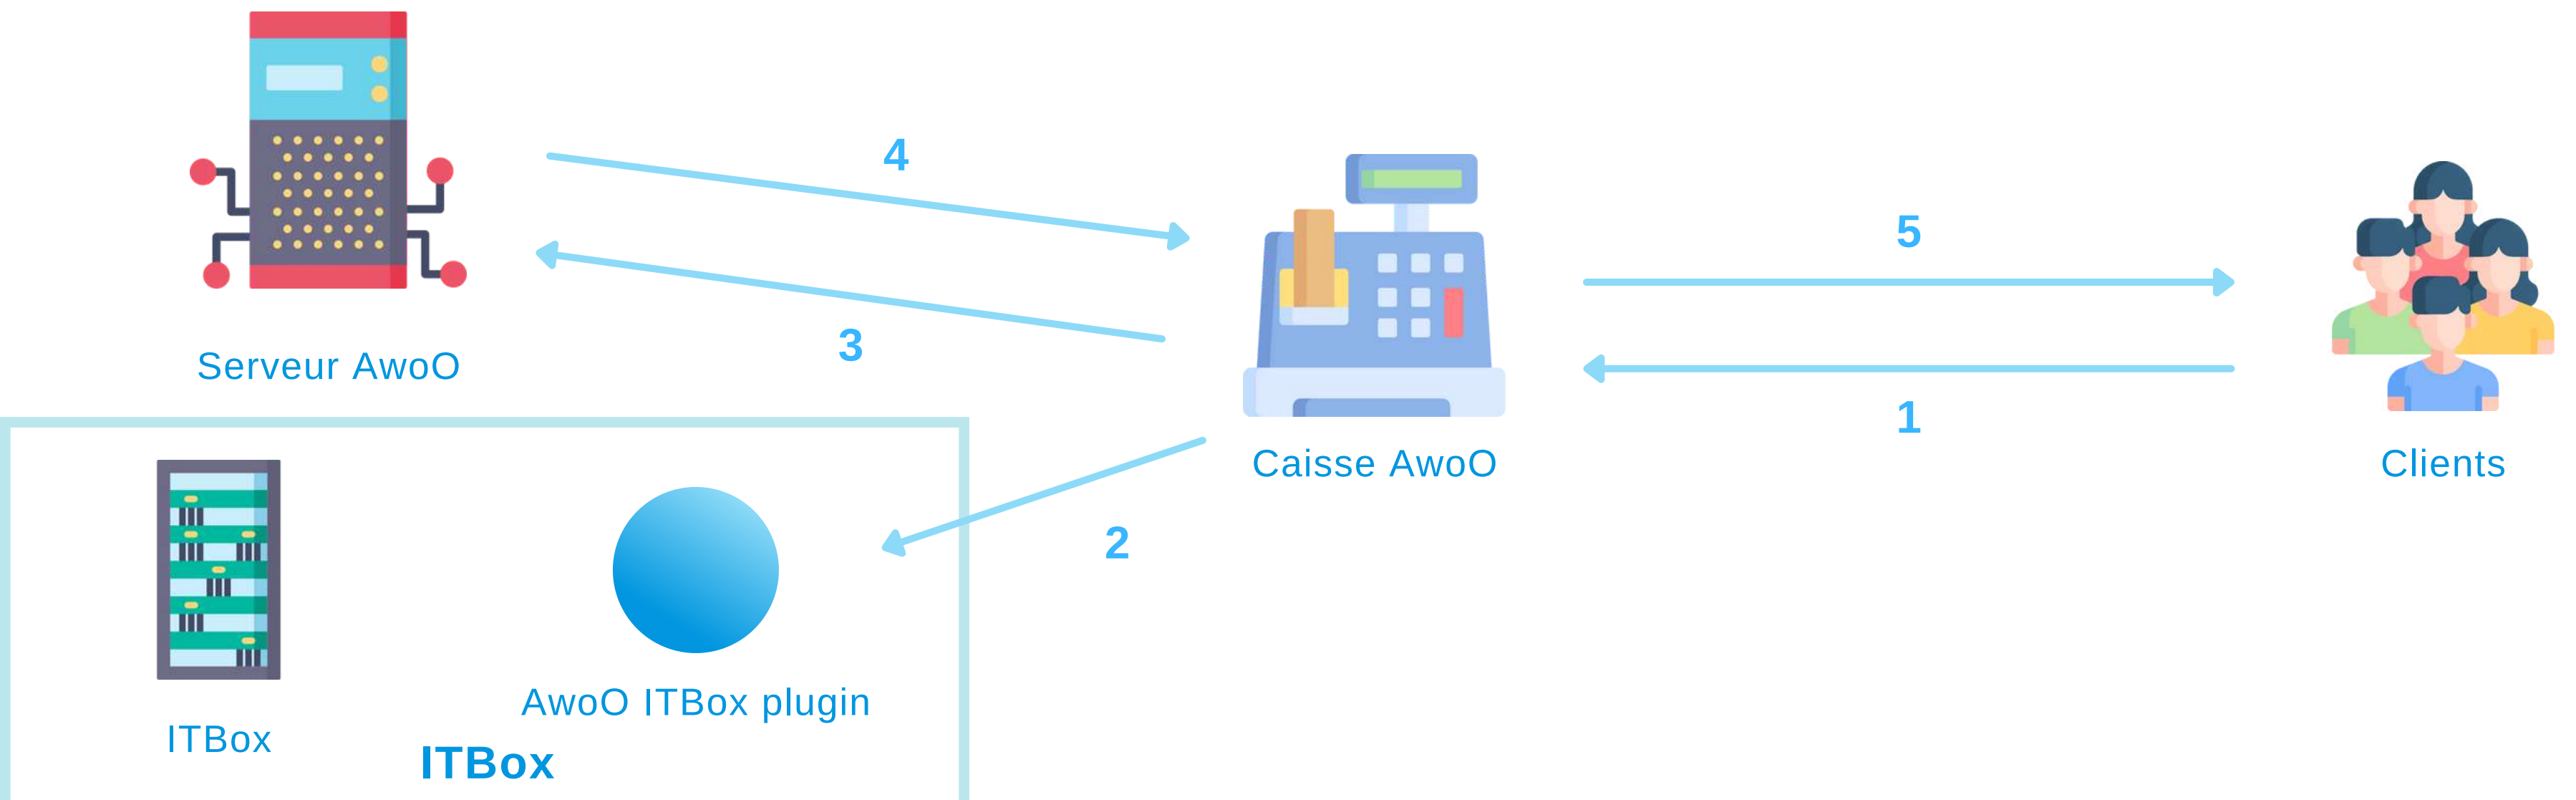 4
5
3
Serveur AwoO
1
Caisse AwoO
Clients
2
AwoO ITBox plugin
ITBox
ITBox